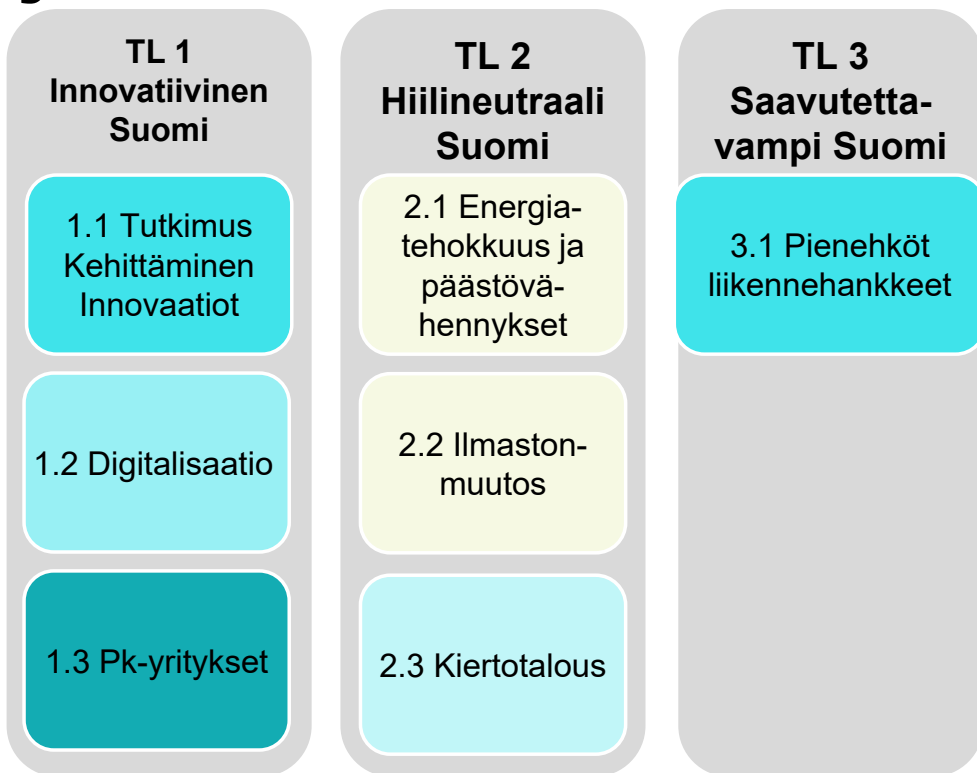 TL 1
Innovatiivinen
Suomi
1.1 Tutkimus
Kehittäminen
Innovaatiot
1.2 Digitalisaatio
1.3 Pk-yritykset
TL 2
Hiilineutraali
Suomi
2.1 Energia-
tehokkuus ja
päästövä-
hennykset
2.2 Ilmaston-
muutos
2.3 Kiertotalous
TL 3
Saavutetta-
vampi Suomi
3.1 Pienehköt
liikennehankkeet